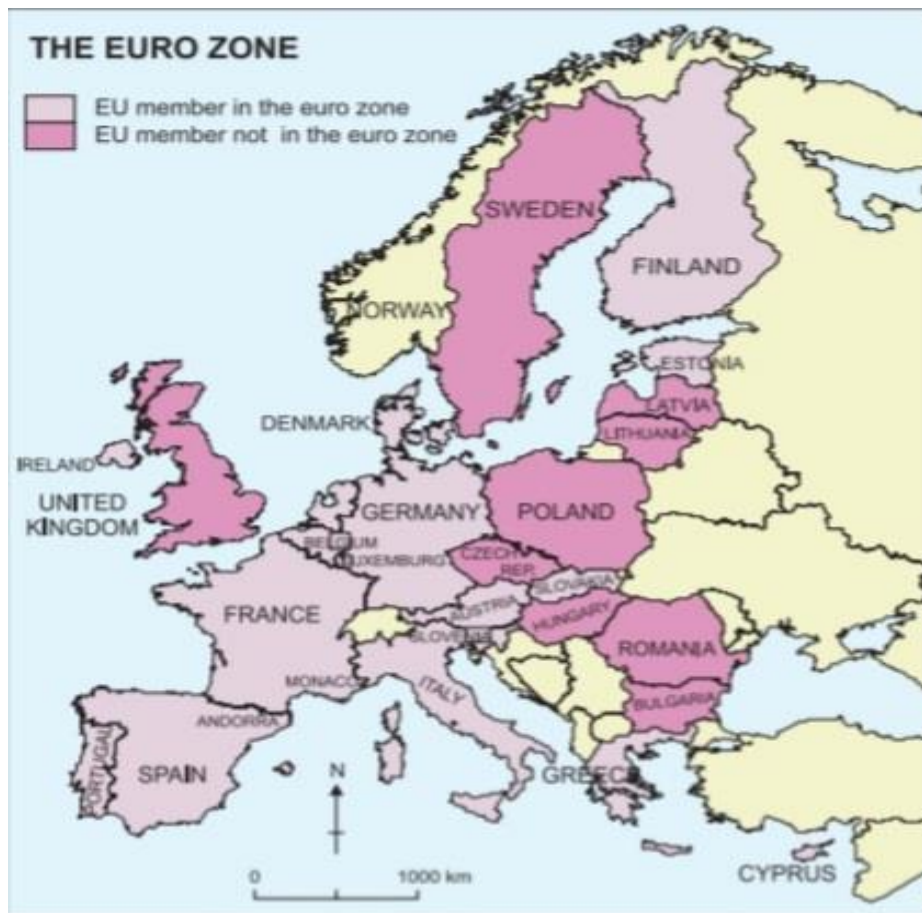 THE EURO ZONE
EU member in the euro zone
EU member not in the euro zone
SWEDEN
FINLAND
NORWAY
ESTONIA
LATVIA
LITHUANIA
DENMARK
IRELAND
UNITED
KINGDOM
GERMANY
POLAND
BELGIUM
LUXEMBURG
CZECH
REP.
SLOVAKIA
AUSTRIA
HUNGARY
FRANCE
SLOVENIA
ROMANIA
MONACO
ITALY
BULGARIA
ANDORRA
PORTUGAL
SPAIN
GREECE
N
CYPRUS
0 1000 km